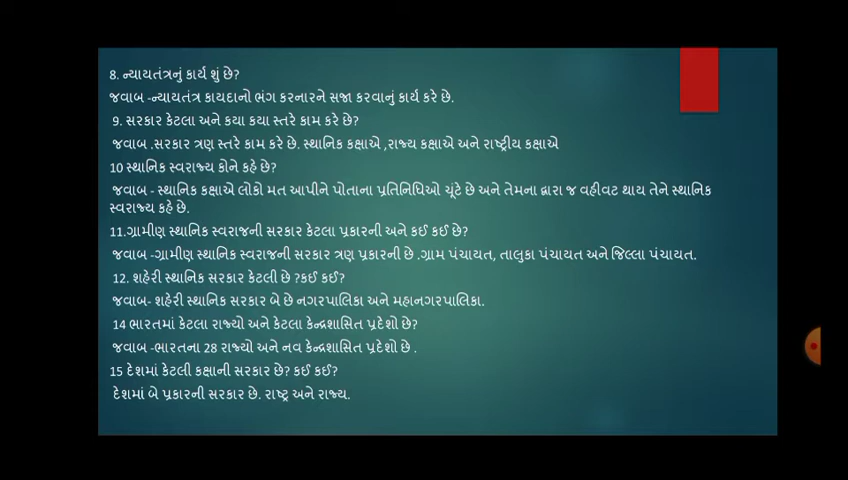 8. ન્યાયતંત્રનું કાર્ય શું છે?
જવાબ -ન્યાયતંત્ર કાયદાનો ભંગ કરનારને સજા કરવાનું કાર્ય કરે છે.
9. સરકાર કેટલા અને કયા કયા સ્તરે કામ કરે છે?
જવાબ .સરકાર ત્રણ સ્તરે કામ કરે છે. સ્થાનિક કક્ષાએ ,રાજ્ય કક્ષાએ અને રાષ્ટ્રીય કક્ષાએ
10 સ્થાનિક સ્વરાજ્ય કોને કહે છે?
જવાબ - સ્થાનિક કક્ષાએ લોકો મત આપીને પોતાના પ્રતિનિધિઓ ચૂંટે છે અને તેમના દ્વારા જ વહીવટ થાય તેને સ્થાનિક
સ્વરાજ્ય કહે છે.
11.ગ્રામીણ સ્થાનિક સ્વરાજની સરકાર કેટલા પ્રકારની અને કઈ કઈ છે?
જવાબ -ગ્રામીણ સ્થાનિક સ્વરાજની સરકાર ત્રણ પ્રકારની છે .ગ્રામ પંચાયત, તાલુકા પંચાયત અને જિલ્લા પંચાયત.
12. શહેરી સ્થાનિક સરકાર કેટલી છે ?કઈ કઈ?
જવાબ- શહેરી સ્થાનિક સરકાર બે છે નગરપાલિકા અને મહાનગરપાલિકા.
14 ભારતમાં કેટલા રાજ્યો અને કેટલા કેન્દ્રશાસિત પ્રદેશો છે?
જવાબ -ભારતના 28 રાજ્યો અને નવ કેન્દ્રશાસિત પ્રદેશો છે .
15 દેશમાં કેટલી કક્ષાની સરકાર છે? કઈ કઈ?
દેશમાં બે પ્રકારની સરકાર છે. રાષ્ટ્ર અને રાજ્ય.